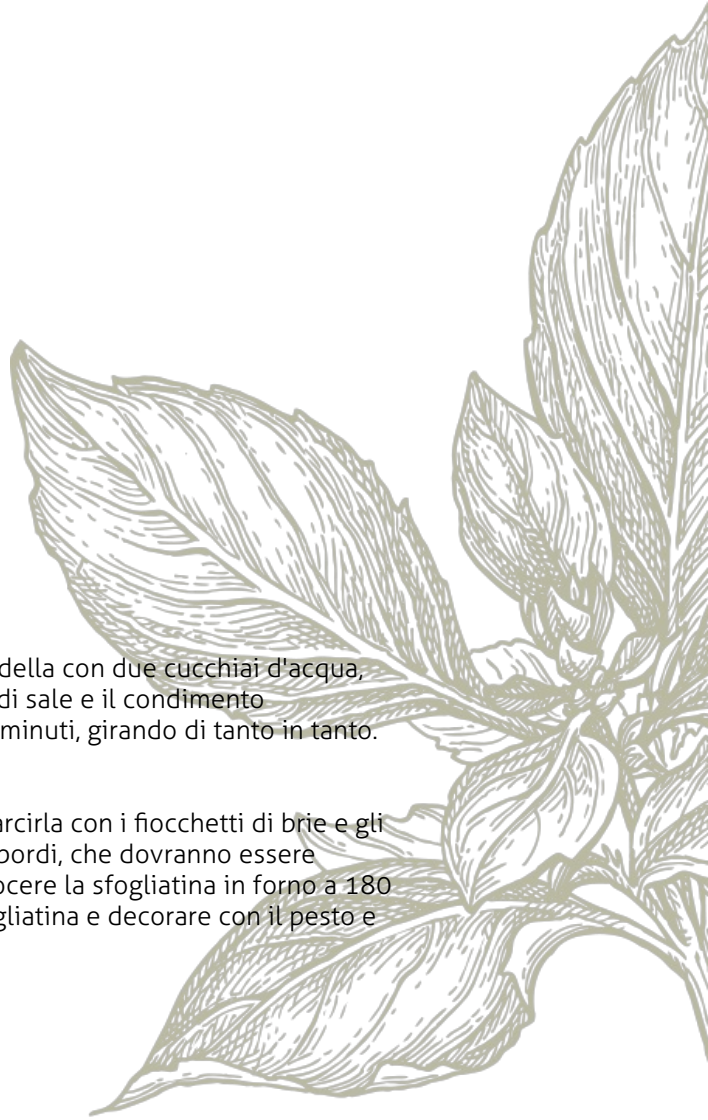 della con due cucchiai d'acqua,
di sale e il condimento
minuti, girando di tanto in tanto.
arcirla con i fiocchetti di brie e gli
bordi, che dovranno essere
ocere la sfogliatina in forno a 180
gliatina e decorare con il pesto e